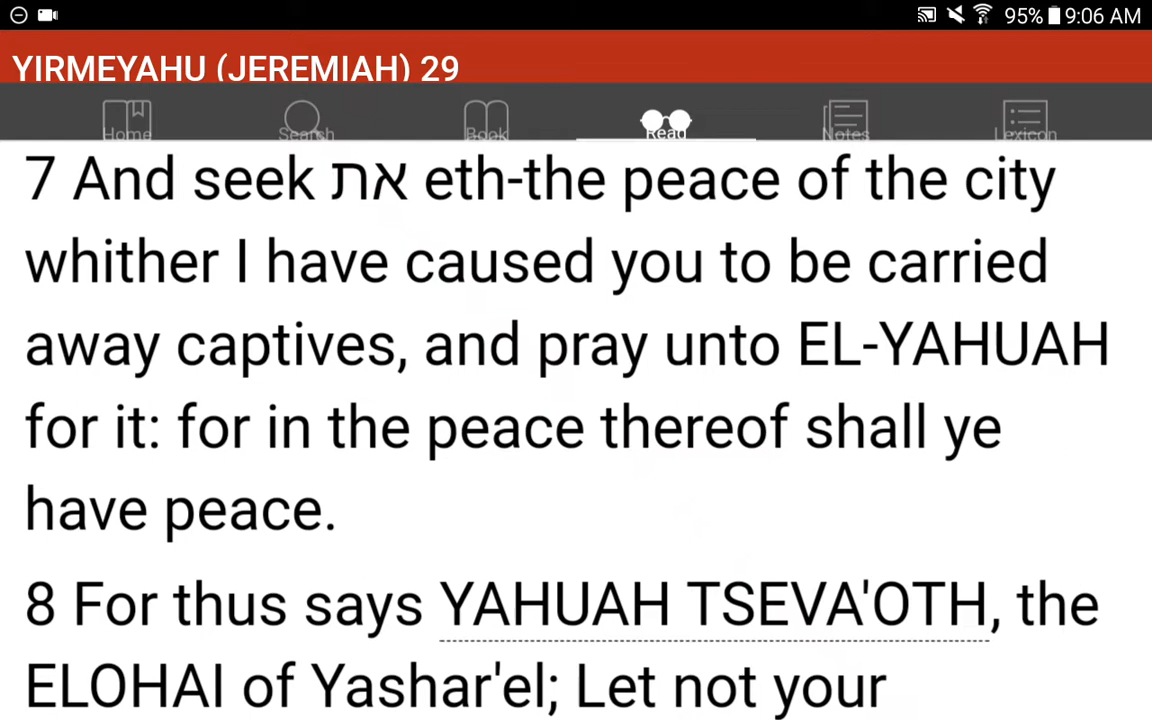 95% 9:06 AM
YIRMEYAHU (JEREMIAH) 29
Home Search Book Read Notes Lexicon
7 And seek את eth-the peace of the city
whither I have caused you to be carried
away captives, and pray unto EL-YAHUAH
for it: for in the peace thereof shall ye
have peace.
8 For thus says YAHUAH TSEVA'OTH, the
ELOHAI of Yashar'el; Let not your